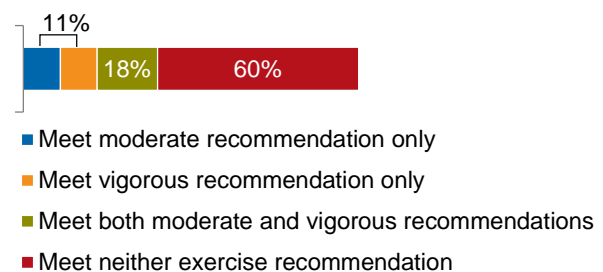 11%
18% 60%
Meet moderate recommendation only
Meet vigorous recommendation only
Meet both moderate and vigorous recommendations
Meet neither exercise recommendation